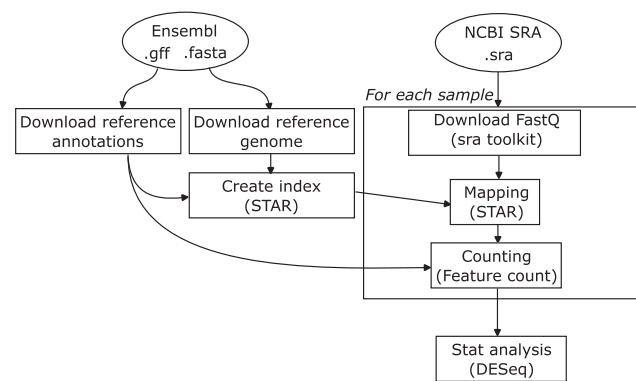 Ensembl
.gff .fasta
NCBI SRA
.sra
For each sample
Download reference
annotations
Download reference
genome
Download FastQ
(sra toolkit)
Create index
(STAR)
Mapping
(STAR)
Counting
(Feature count)
Stat analysis
(DESeq)